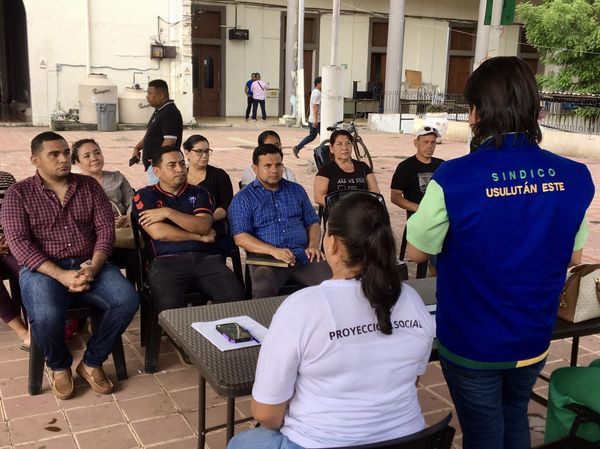 SINDICO
USULUTÁN ESTE
PROYECCIÓN SOCIAL